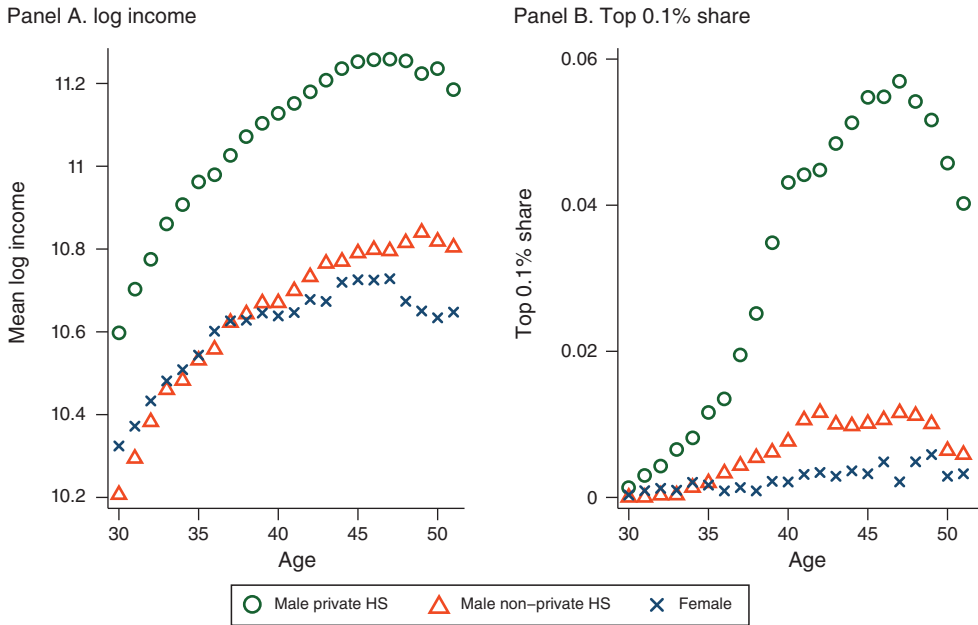 Panel A. log income
Mean log income
11.2
11
10.8
10.6
10.4
10.2
30 35 40 45 50
Age
Panel B. Top 0.1% share
Top 0.1% share
0.06
0.04
0.02
0
30 35 40 45 50
Age
Male private HS Male non−private HS Female